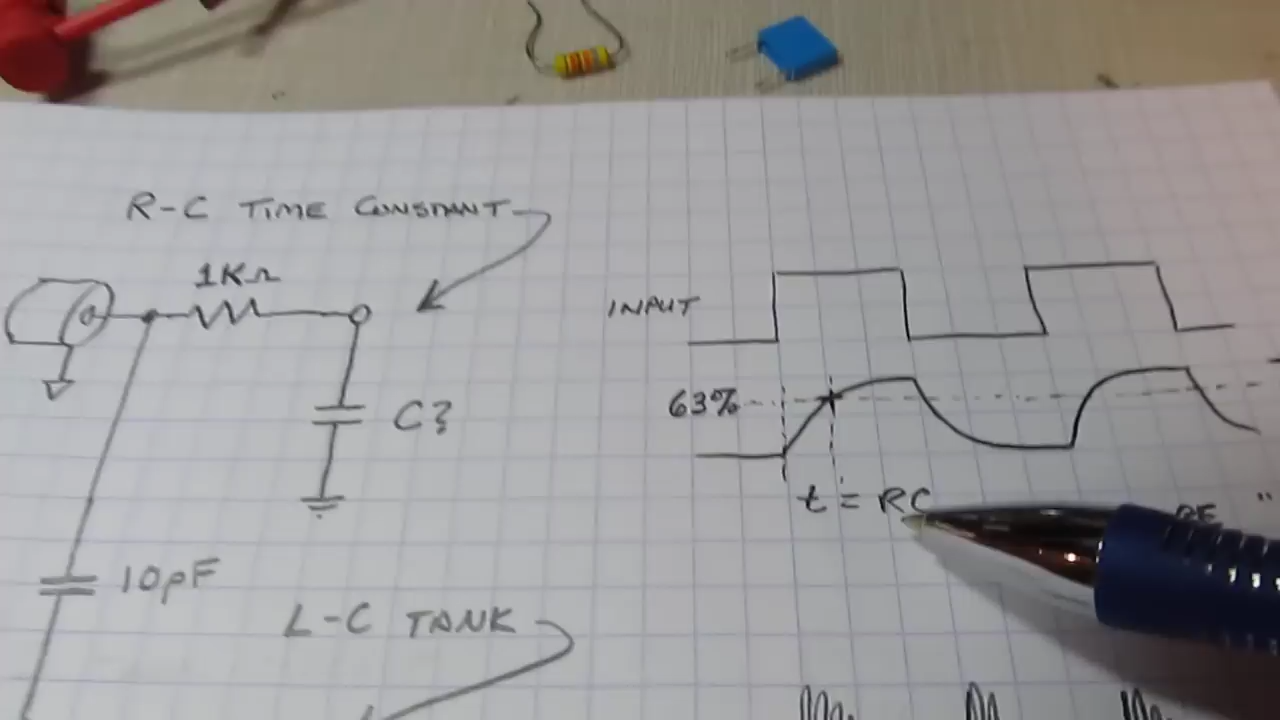 R-C TIME CONSTANT
1KΩ
INPUT
63%
C?
t = RC
10pF
L-C TANK